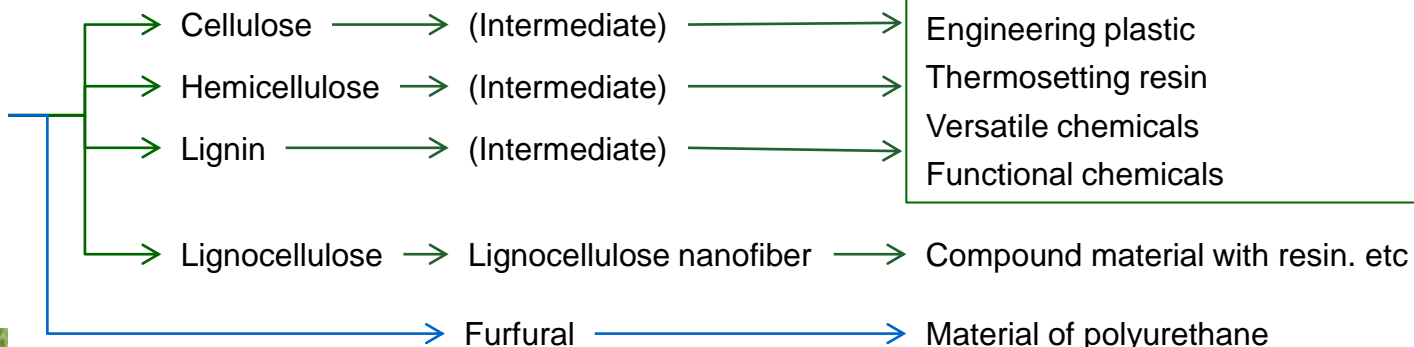 Cellulose (Intermediate) Engineering plastic
Hemicellulose (Intermediate) Thermosetting resin
Versatile chemicals
Lignin (Intermediate)
Functional chemicals
Lignocellulose Lignocellulose nanofiber Compound material with resin. etc
Furfural Material of polyurethane